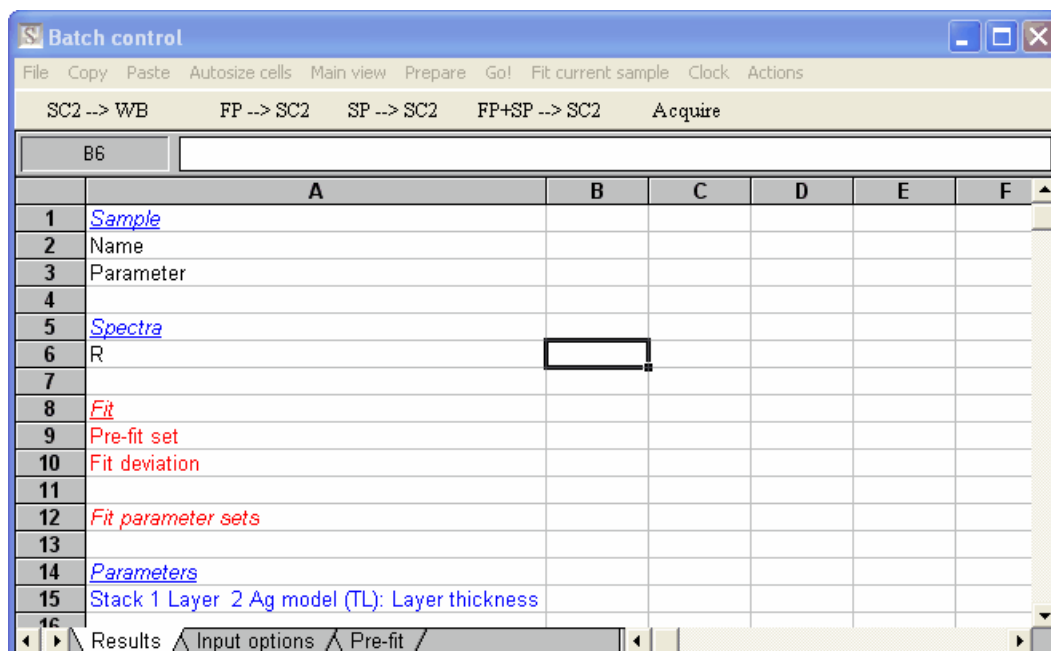 S Batch control
File Copy Paste Autosize cells Main view Prepare Go! Fit current sample Clock Actions
SC2 --> WB FP --> SC2 SP --> SC2 FP+SP --> SC2 Acquire
B6
A B C D E F
1 Sample
2 Name
3 Parameter
4
5 Spectra
6 R
7
8 Fit
9 Pre-fit set
10 Fit deviation
11
12 Fit parameter sets
13
14 Parameters
15 Stack 1 Layer 2 Ag model (TL): Layer thickness
16
Results Input options Pre-fit